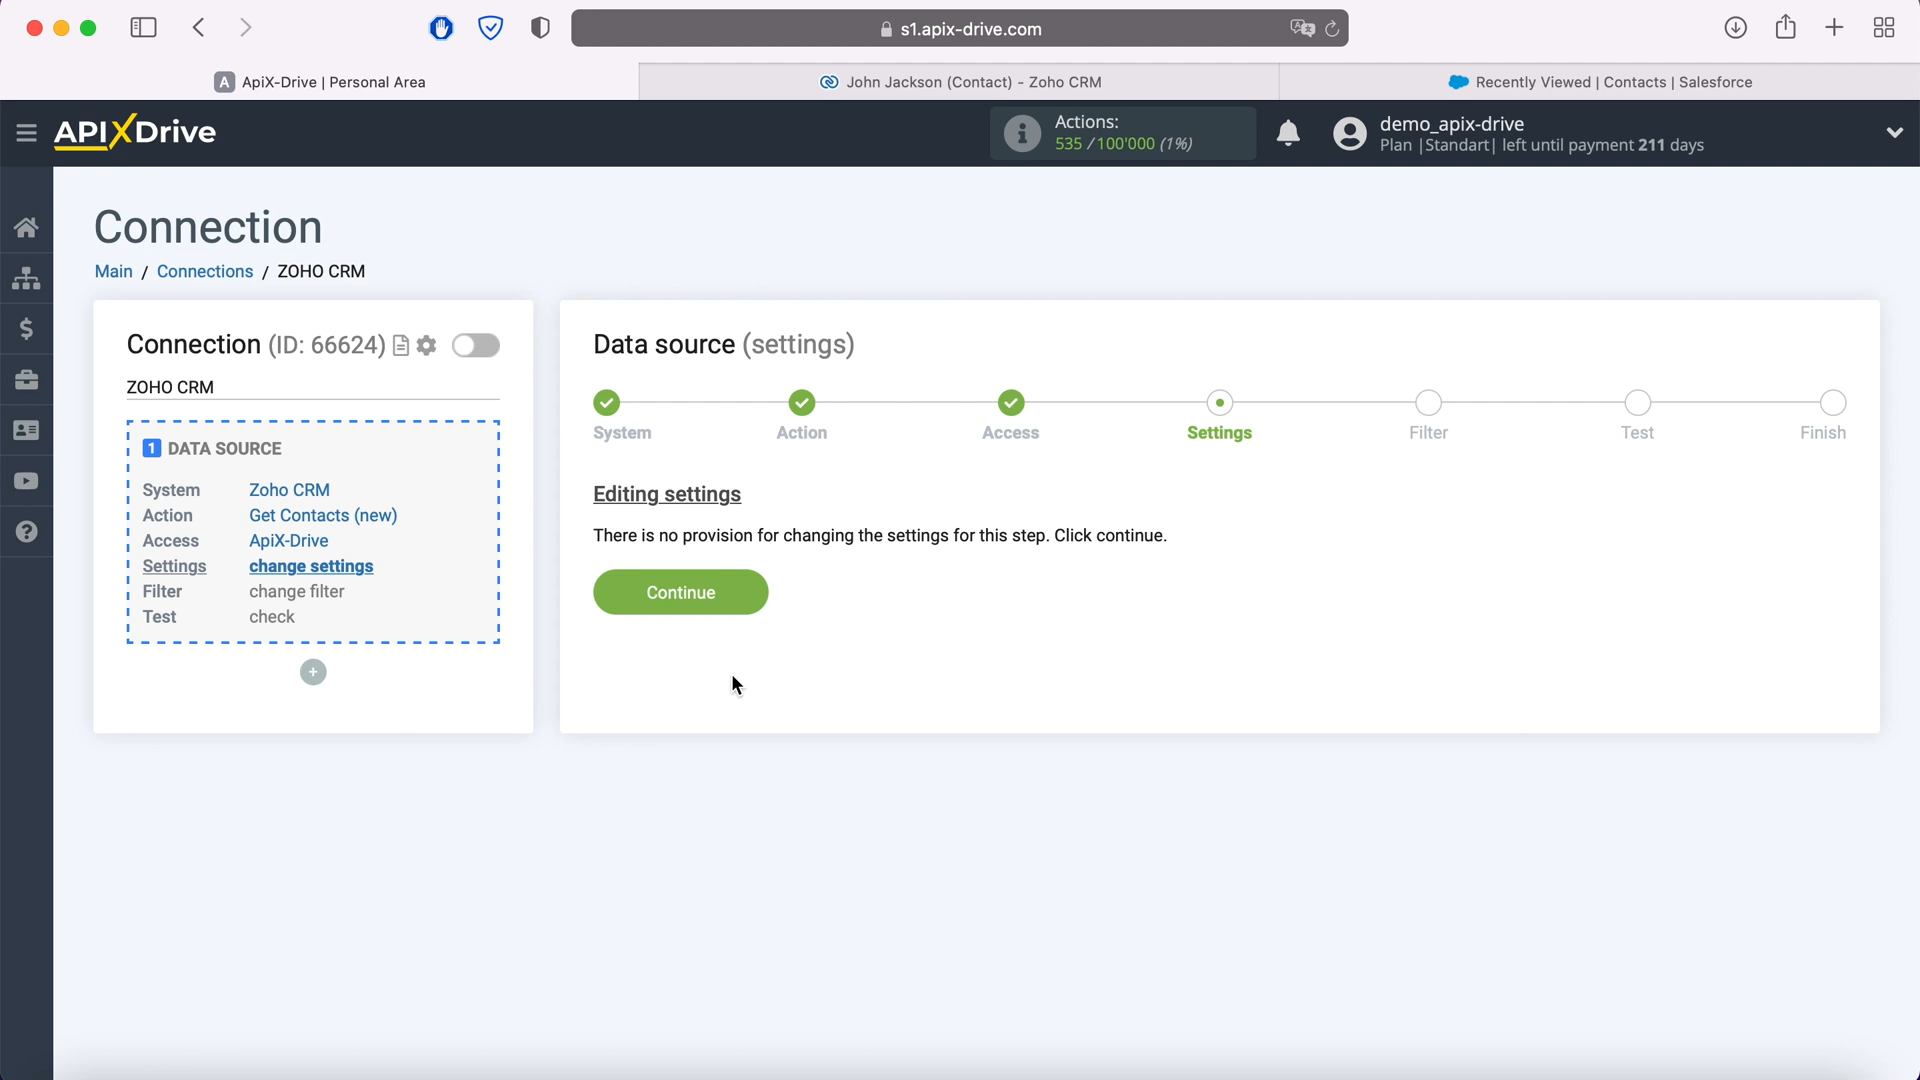 s1.apix-drive.com
A ApiX-Drive | Personal Area
John Jackson (Contact) - Zoho CRM
Recently Viewed | Contacts | Salesforce
APIXDrive
Actions:
535 / 100'000 (1%)
demo_apix-drive
Plan |Standart| left until payment 211 days
Connection
Main / Connections / ZOHO CRM
Connection (ID: 66624)
ZOHO CRM
1 DATA SOURCE
System Zoho CRM
Action Get Contacts (new)
Access ApiX-Drive
Settings change settings
Filter change filter
Test check
Data source (settings)
System Action Access Settings Filter Test Finish
Editing settings
There is no provision for changing the settings for this step. Click continue.
Continue